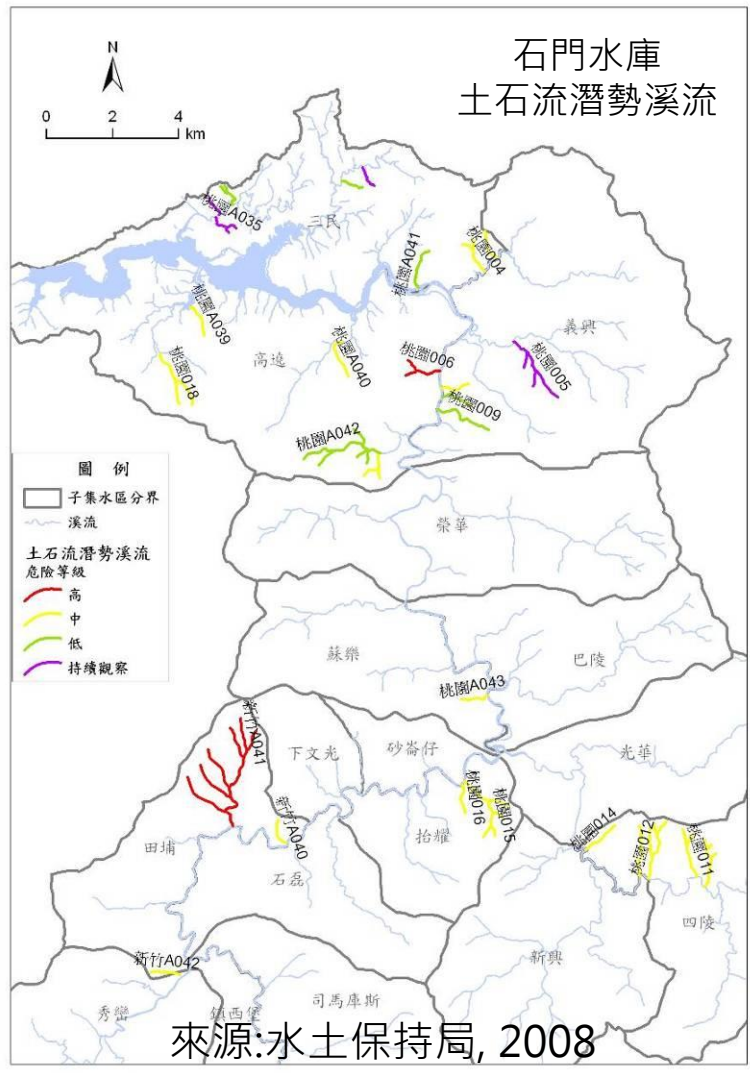 石門水庫
土石流潛勢溪流
N
0 2 4
km
桃園A035
三民
桃園A041
桃園004
桃園A039
高遶
桃園A040
桃園006
義興
桃園005
桃園018
桃園009
桃園A042
圖 例
子集水區分界
溪流
土石流潛勢溪流
危險等級
高
中
低
持續觀察
榮華
蘇樂
巴陵
桃園A043
新竹A041
下文光
砂崙仔
光華
桃園016
桃園015
桃園014
桃園012
桃園011
新竹A040
田埔
抬耀
石磊
四陵
新竹A042
新興
秀巒
鎮西堡
司馬庫斯
來源:水土保持局, 2008